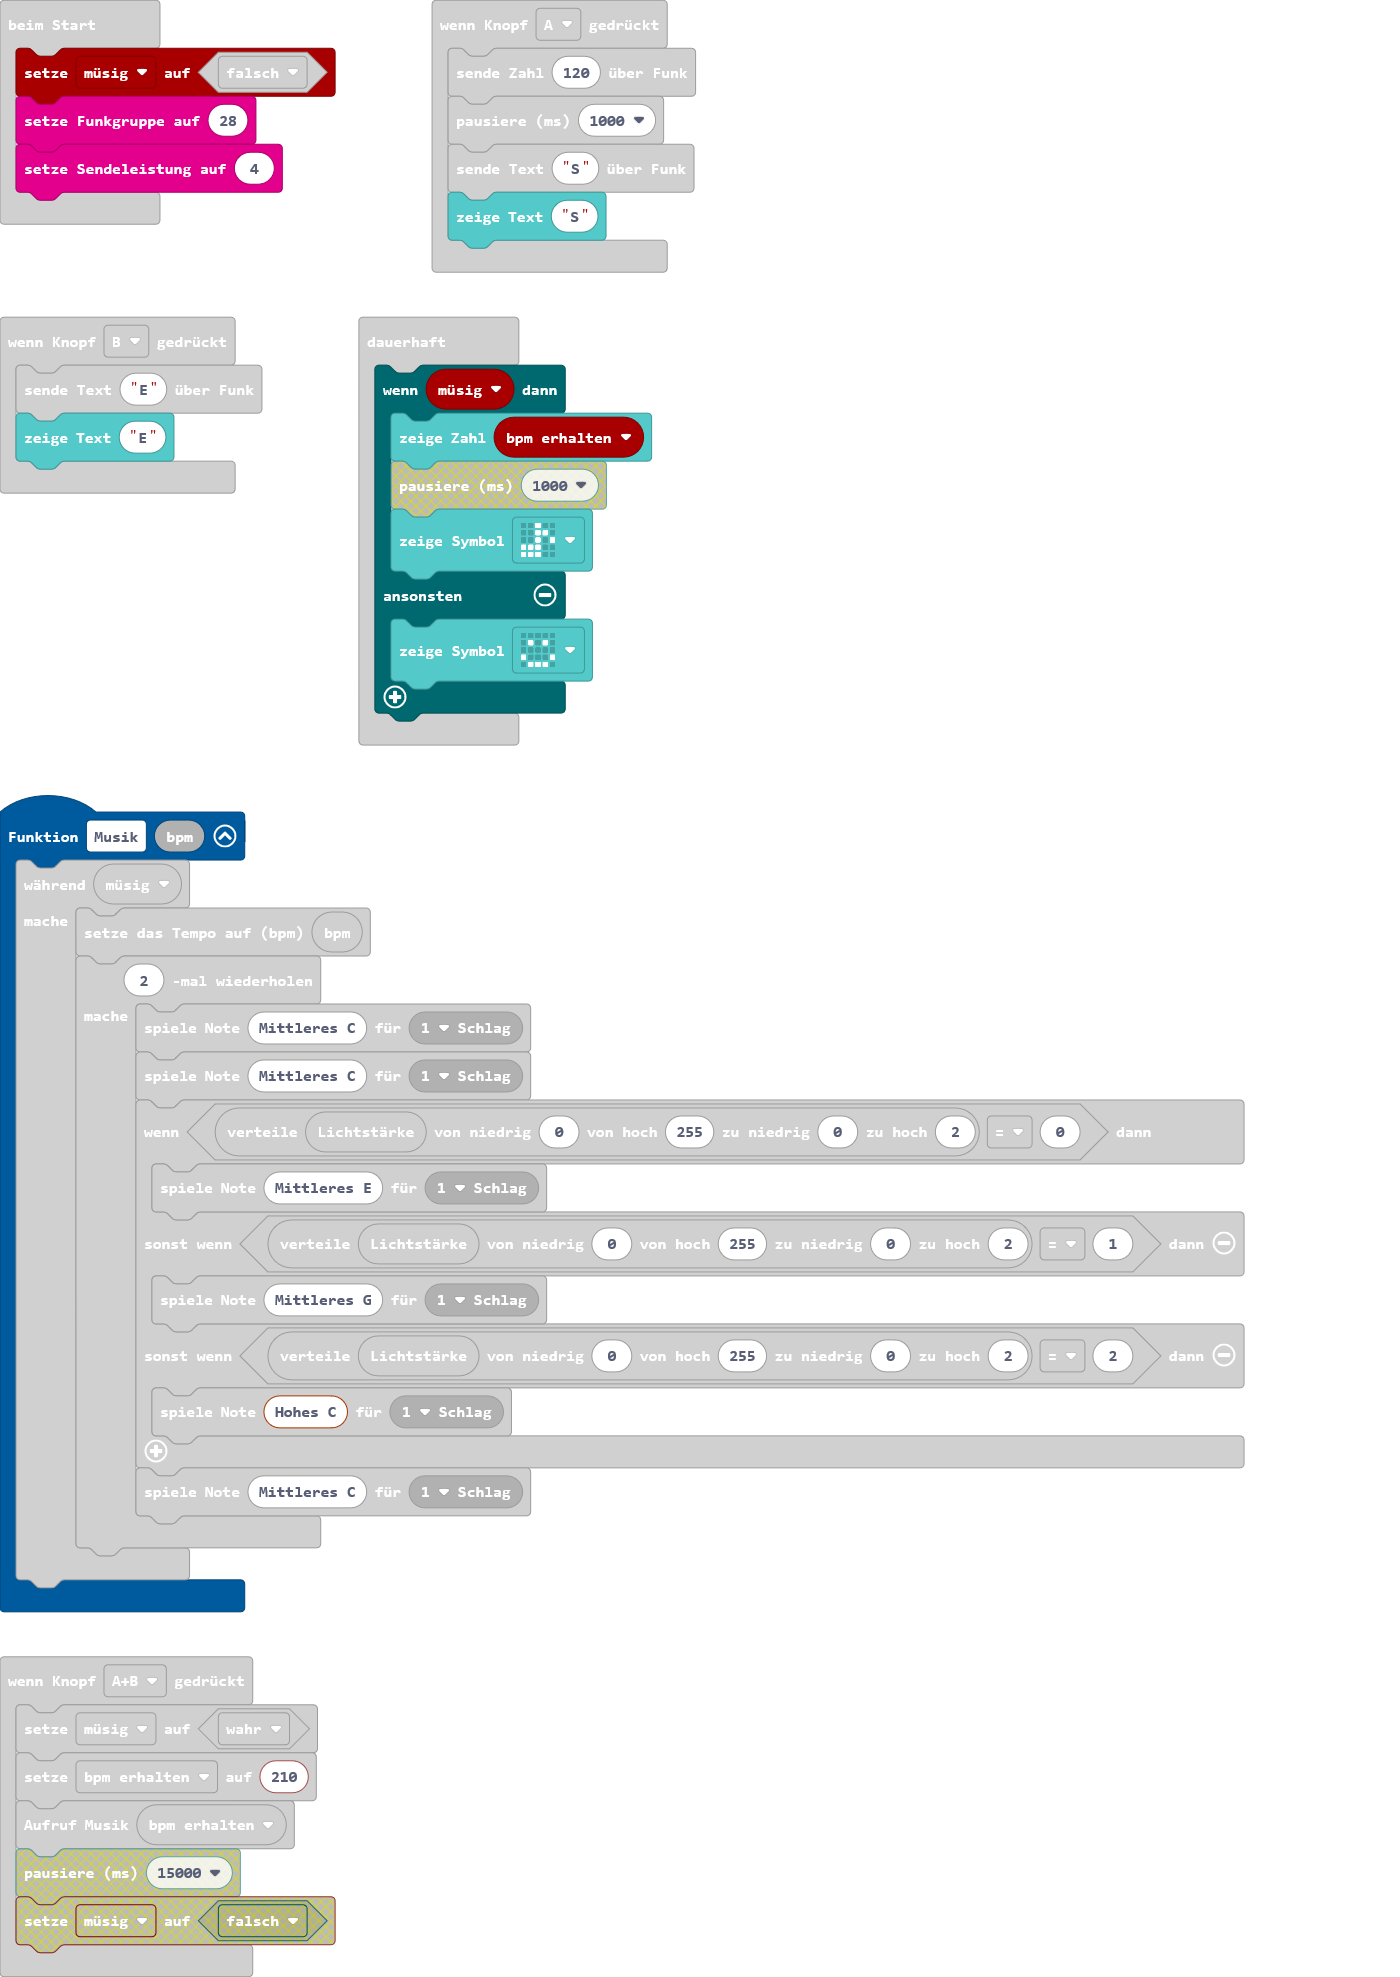 beim Start
setze müsig auf falsch
setze Funkgruppe auf 28
setze Sendeleistung auf 4
wenn Knopf A gedrückt
sende Zahl 120 über Funk
pausiere (ms) 1000
sende Text "S" über Funk
zeige Text "S"
wenn Knopf B gedrückt
sende Text "E" über Funk
zeige Text "E"
dauerhaft
wenn müsig dann
zeige Zahl bpm erhalten
pausiere (ms) 1000
zeige Symbol
ansonsten
zeige Symbol
Funktion Musik bpm
während müsig
mache
setze das Tempo auf (bpm) bpm
2 -mal wiederholen
mache
spiele Note Mittleres C für 1 Schlag
spiele Note Mittleres C für 1 Schlag
wenn verteile Lichtstärke von niedrig 0 von hoch 255 zu niedrig 0 zu hoch 2 = 0 dann
spiele Note Mittleres E für 1 Schlag
sonst wenn verteile Lichtstärke von niedrig 0 von hoch 255 zu niedrig 0 zu hoch 2 = 1 dann
spiele Note Mittleres G für 1 Schlag
sonst wenn verteile Lichtstärke von niedrig 0 von hoch 255 zu niedrig 0 zu hoch 2 = 2 dann
spiele Note Hohes C für 1 Schlag
spiele Note Mittleres C für 1 Schlag
wenn Knopf A+B gedrückt
setze müsig auf wahr
setze bpm erhalten auf 210
Aufruf Musik bpm erhalten
pausiere (ms) 15000
setze müsig auf falsch